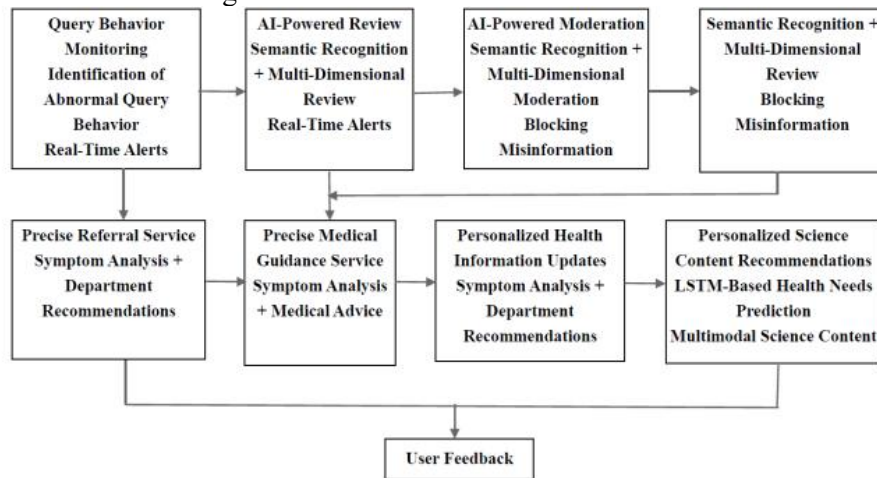 Query Behavior
Monitoring
Identification of
Abnormal Query
Behavior
Real-Time Alerts
AI-Powered Review
Semantic Recognition
+ Multi-Dimensional
Review
Real-Time Alerts
AI-Powered Moderation
Semantic Recognition +
Multi-Dimensional
Moderation
Blocking
Misinformation
Semantic Recognition +
Multi-Dimensional
Review
Blocking
Misinformation
Precise Referral Service
Symptom Analysis +
Department
Recommendations
Precise Medical
Guidance Service
Symptom Analysis
+ Medical Advice
Personalized Health
Information Updates
Symptom Analysis +
Department
Recommendations
Personalized Science
Content Recommendations
LSTM-Based Health Needs
Prediction
Multimodal Science Content
User Feedback